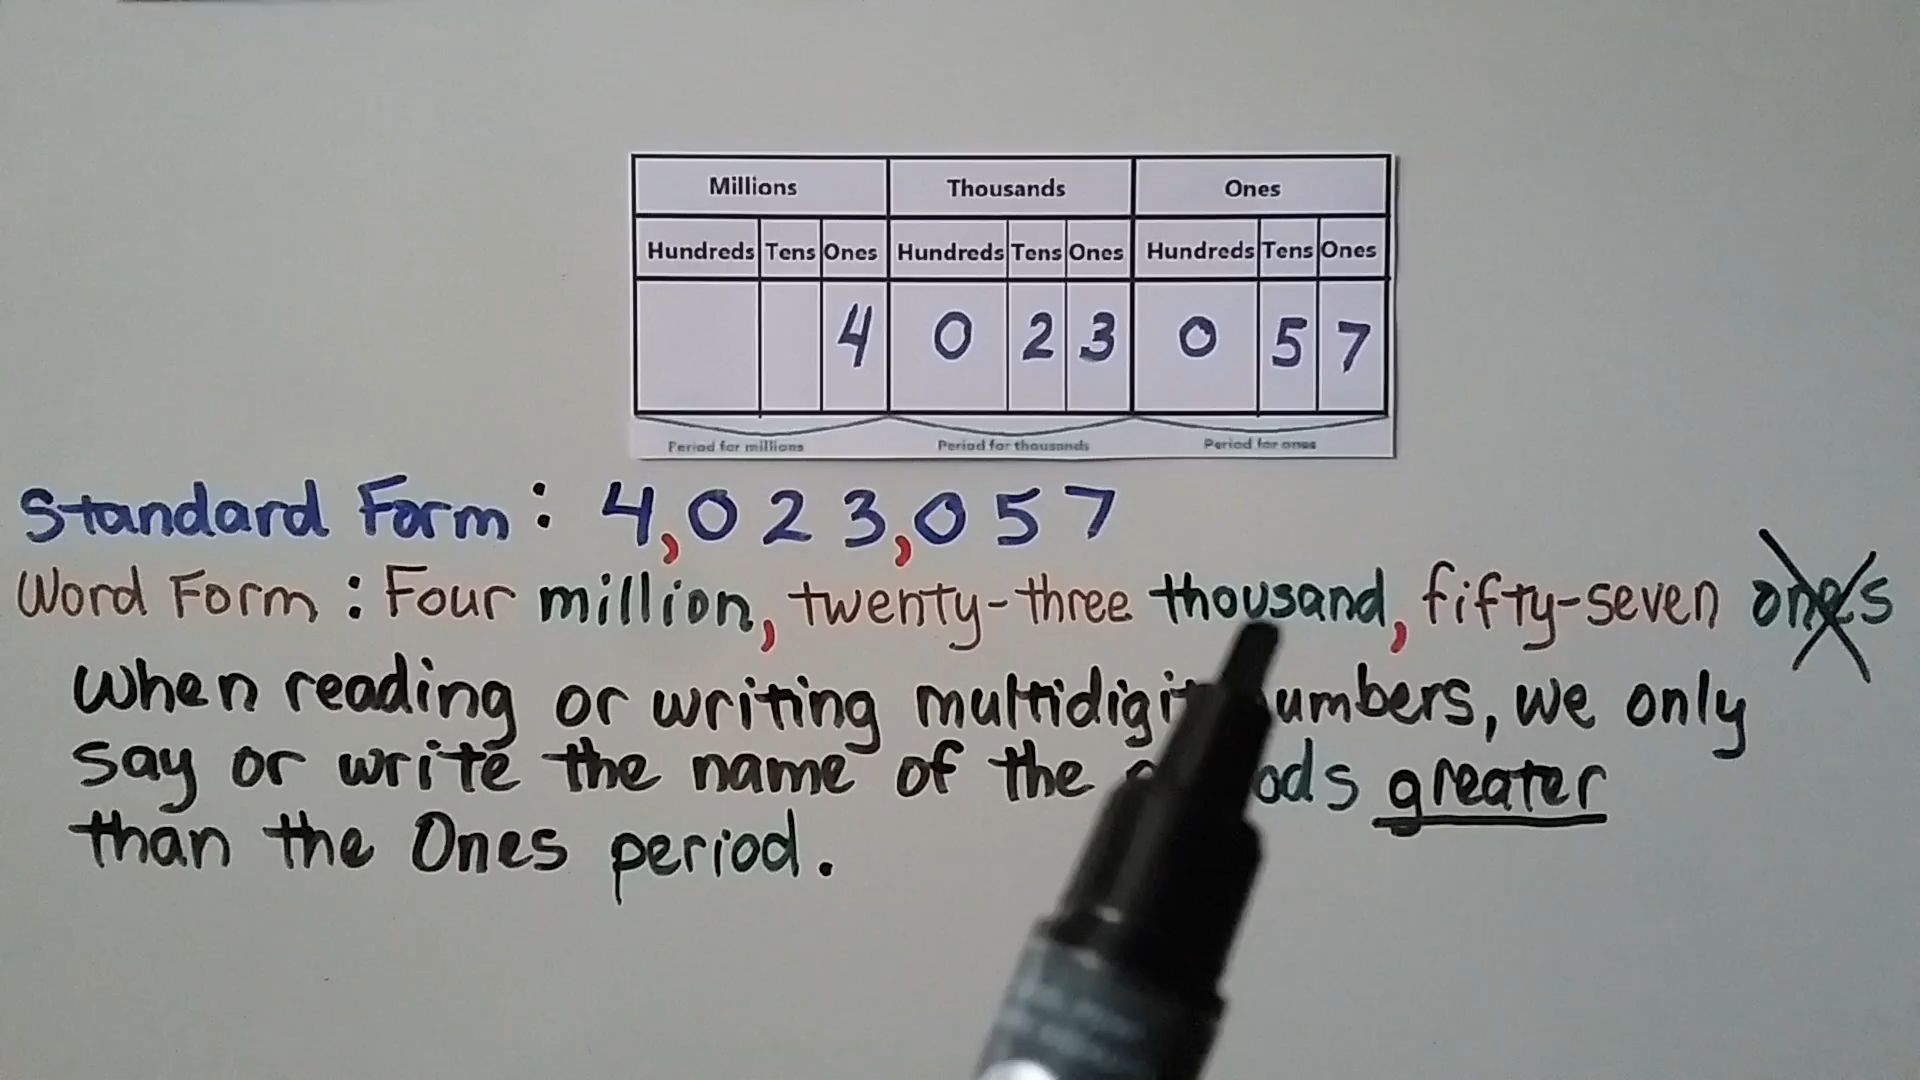 Millions Thousands Ones
Hundreds Tens Ones Hundreds Tens Ones Hundreds Tens Ones
4 0 2 3 0 5 7
Period for millions Period for thousands Period for ones
Standard Form: 4,023,057
Word Form: Four million, twenty-three thousand, fifty-seven ones
When reading or writing multidigit umbers, we only
say or write the name of the ods greater
than the Ones period.